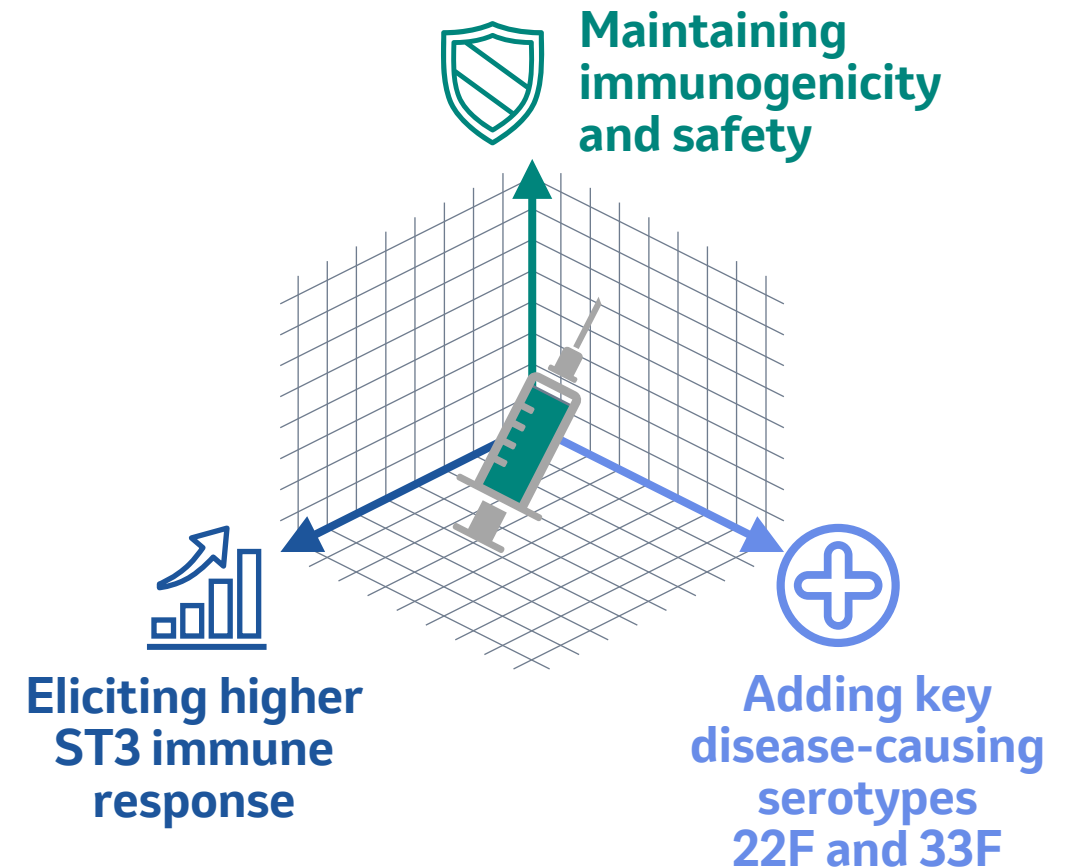 Maintaining
immunogenicity
and safety
Eliciting higher
ST3 immune
response
Adding key
disease-causing
serotypes
22F and 33F